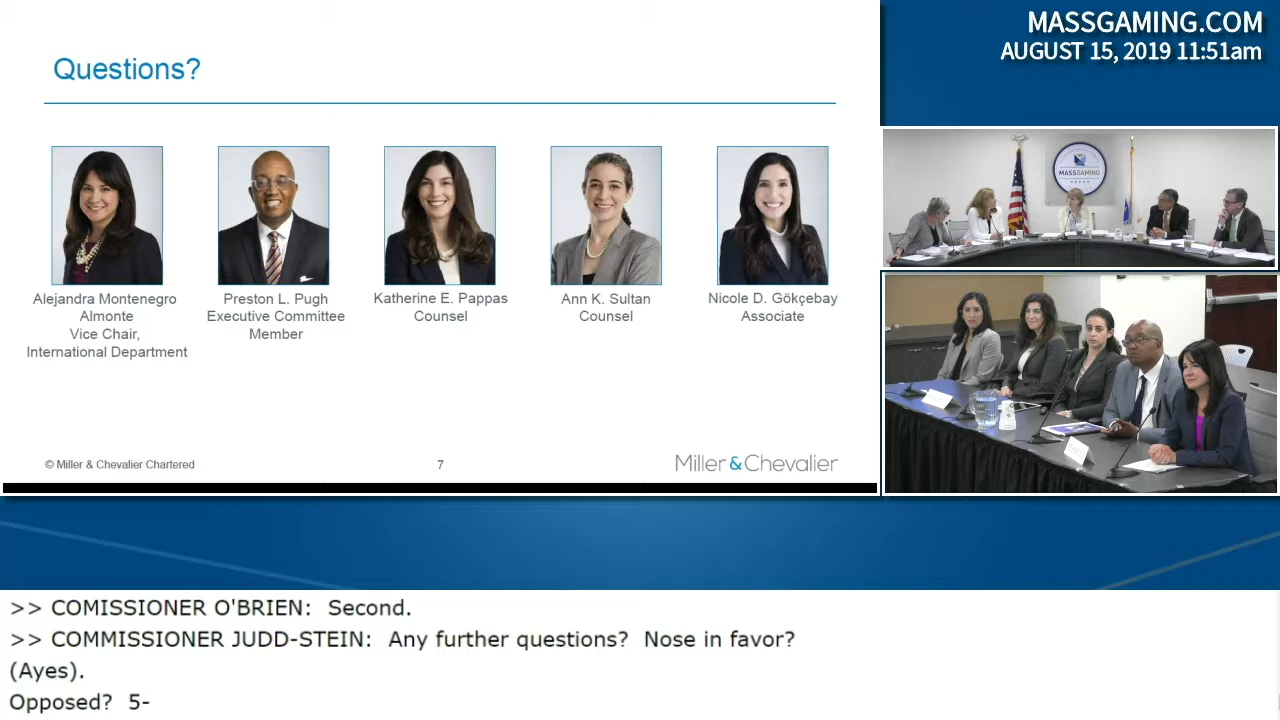 MASSGAMING.COM
AUGUST 15, 2019 11:51am
Questions?
Alejandra Montenegro
Almonte
Vice Chair,
International Department
Preston L. Pugh
Executive Committee
Member
Katherine E. Pappas
Counsel
Ann K. Sultan
Counsel
Nicole D. Gökçebay
Associate
© Miller & Chevalier Chartered
7
Miller&Chevalier
MASSGAMING
>> COMISSIONER O'BRIEN:  Second.
>> COMMISSIONER JUDD-STEIN:  Any further questions?  Nose in favor?
(Ayes).
Opposed?  5-